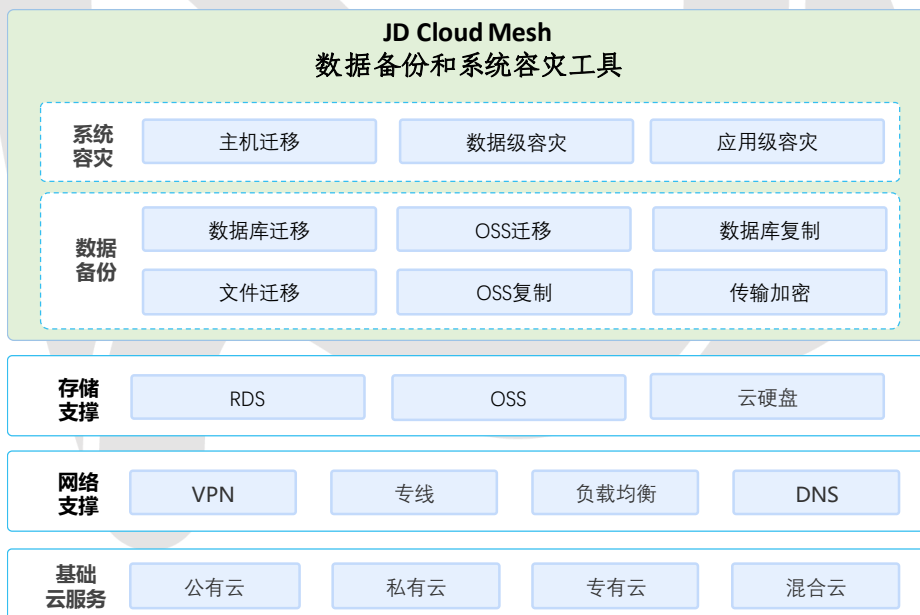 JD Cloud Mesh
数据备份和系统容灾工具
系统
容灾
主机迁移
数据级容灾
应用级容灾
数据
备份
数据库迁移
OSS迁移
数据库复制
文件迁移
OSS复制
传输加密
存储
支撑
RDS
OSS
云硬盘
网络
支撑
VPN
专线
负载均衡
DNS
基础
云服务
公有云
私有云
专有云
混合云